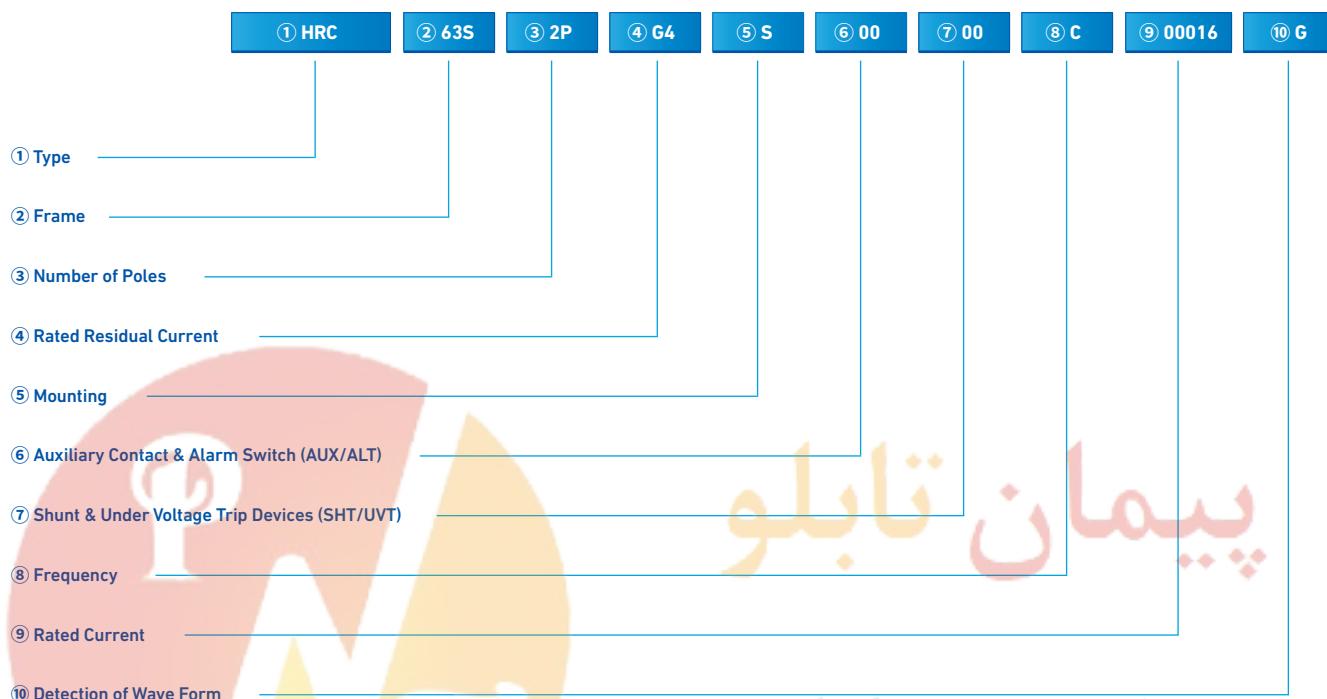 ① HRC ② 63S ③ 2P ④ G4 ⑤ S ⑥ 00 ⑦ 00 ⑧ C ⑨ 00016 ⑩ G
① Type
② Frame
③ Number of Poles
④ Rated Residual Current
⑤ Mounting
⑥ Auxiliary Contact & Alarm Switch (AUX/ALT)
پیمان تابلو
⑦ Shunt & Under Voltage Trip Devices (SHT/UVT)
⑧ Frequency
⑨ Rated Current
⑩ Detection of Wave Form